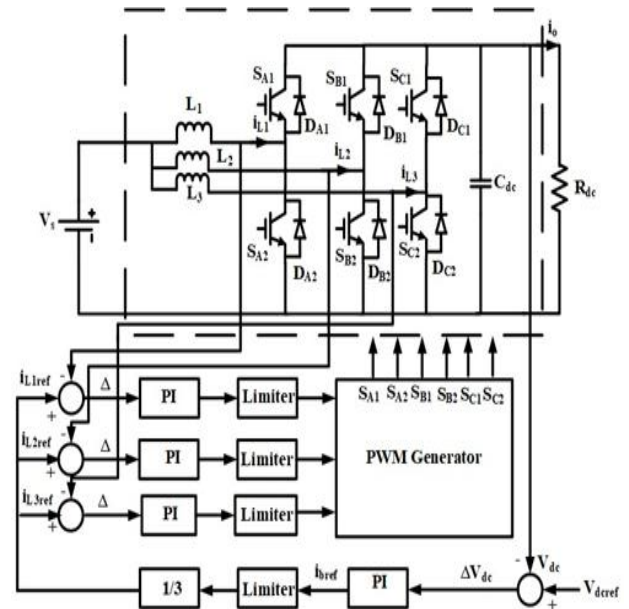 i₀
S_A1
S_B1
S_C1
L₁
i_L1
D_A1
D_B1
D_C1
L₂
i_L2
i_L3
L₃
C_dc
R_dc
V_s
+
-
S_A2
S_B2
S_C2
D_A2
D_B2
D_C2
i_L1ref
-
+
Δ
PI
Limiter
S_A1 S_A2 S_B1 S_B2 S_C1 S_C2
i_L2ref
-
+
Δ
PI
Limiter
PWM Generator
i_L3ref
-
+
Δ
PI
Limiter
1/3
Limiter
i_bref
PI
ΔV_dc
-
V_dc
+
V_dcref